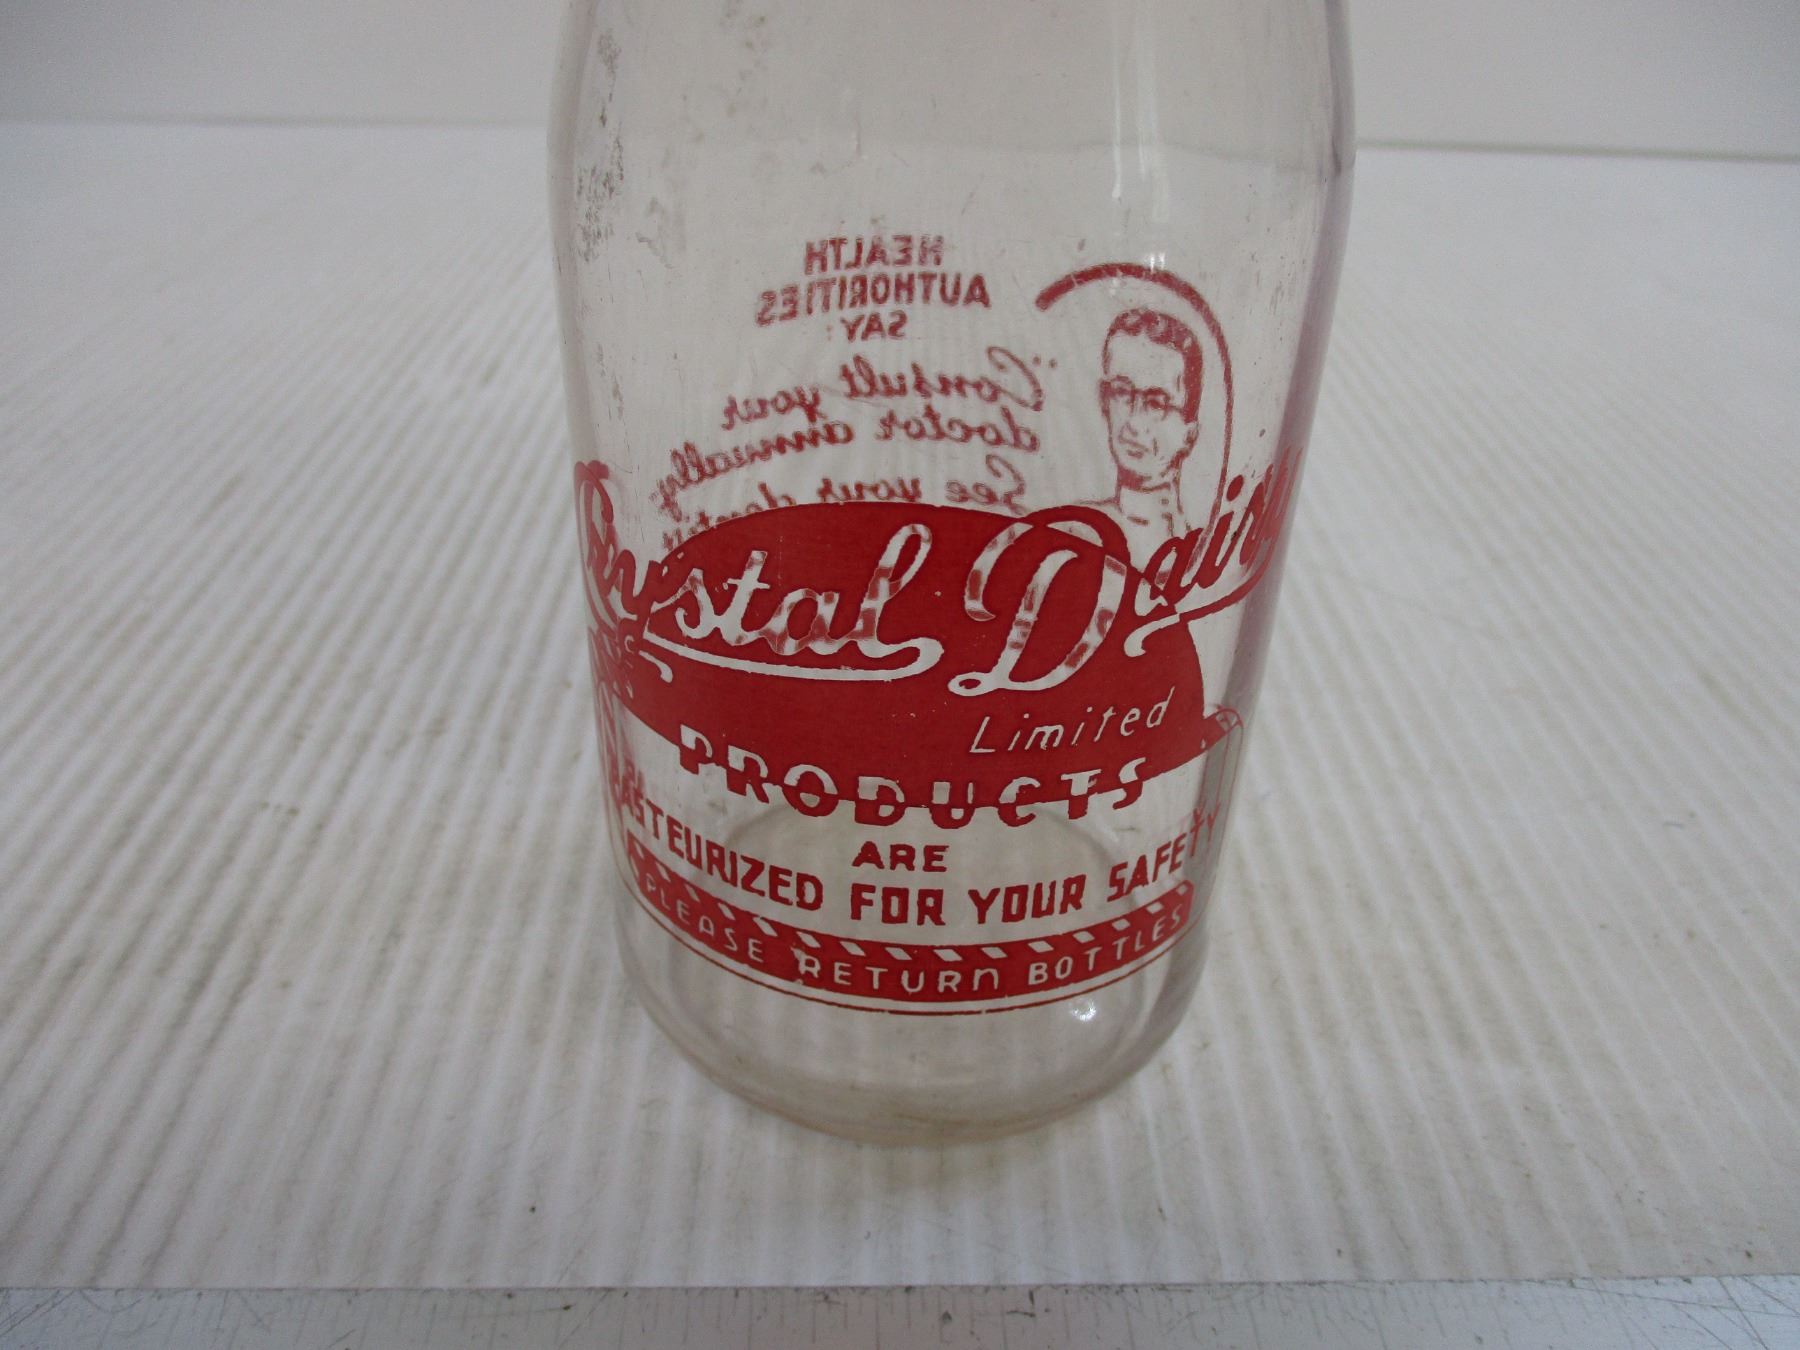 HEALTH
AUTHORITIES
SAY:
"Consult your
doctor annually.
See your
Crystal Dairy
Limited
PRODUCTS
ARE
PASTEURIZED FOR YOUR SAFETY
PLEASE RETURN BOTTLES